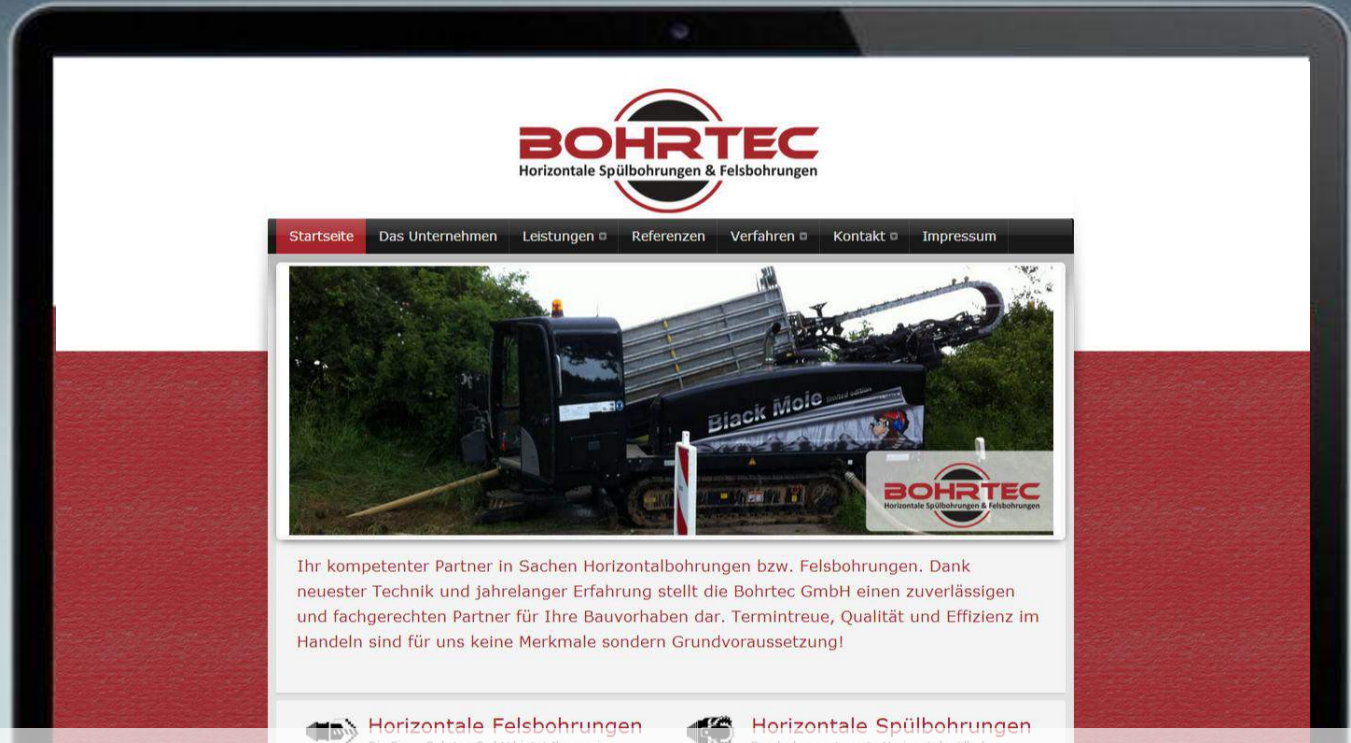 BOHRTEC
Horizontale Spülbohrungen & Felsbohrungen
Startseite Das Unternehmen Leistungen Referenzen Verfahren Kontakt Impressum
Black Mole limited edition
BOHRTEC
Horizontale Spülbohrungen & Felsbohrungen
Ihr kompetenter Partner in Sachen Horizontalbohrungen bzw. Felsbohrungen. Dank
neuester Technik und jahrelanger Erfahrung stellt die Bohrtec GmbH einen zuverlässigen
und fachgerechten Partner für Ihre Bauvorhaben dar. Termintreue, Qualität und Effizienz im
Handeln sind für uns keine Merkmale sondern Grundvoraussetzung!
Horizontale Felsbohrungen
Horizontale Spülbohrungen